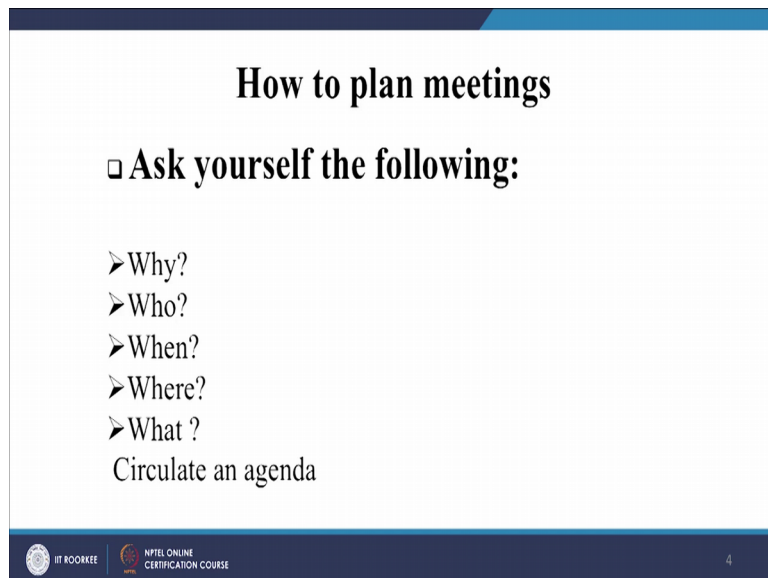 How to plan meetings
❑ Ask yourself the following:
➢Why?
➢Who?
➢When?
➢Where?
➢What ?
Circulate an agenda
IIT ROORKEE
NPTEL ONLINE
CERTIFICATION COURSE
4